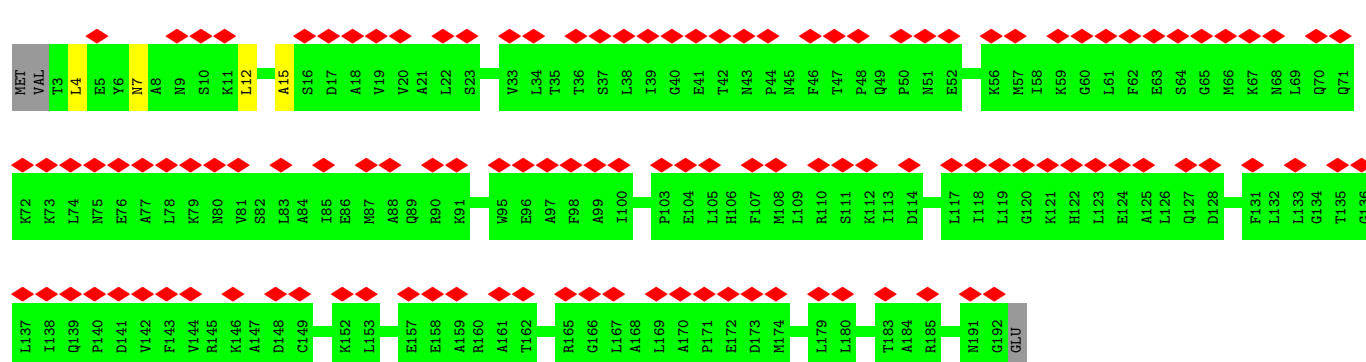 MET VAL T3 L4 E5 Y6 N7 A8 N9 S10 K11 L12 A15 S16 D17 A18 V19 V20 A21 L22 S23 V33 L34 T35 T36 S37 L38 I39 G40 E41 T42 N43 P44 N45 F46 T47 P48 Q49 P50 N51 E52 K56 M57 I58 K59 G60 L61 F62 E63 S64 G65 M66 K67 N68 L69 Q70 Q71
K72 K73 L74 N75 E76 A77 L78 K79 N80 V81 S82 L83 A84 I85 E86 M87 A88 Q89 R90 K91 W95 E96 A97 F98 A99 I100 P103 E104 L105 H106 F107 M108 L109 R110 S111 K112 I113 D114 L117 I118 L119 G120 K121 H122 L123 E124 A125 L126 Q127 D128 F131 L132 L133 G134 T135 G136
L137 I138 Q139 P140 D141 V142 F143 V144 R145 K146 A147 D148 C149 K152 L153 E157 E158 A159 R160 A161 T162 R165 G166 L167 A168 L169 A170 P171 E172 D173 M174 L179 L180 T183 A184 R185 N191 G192 GLU